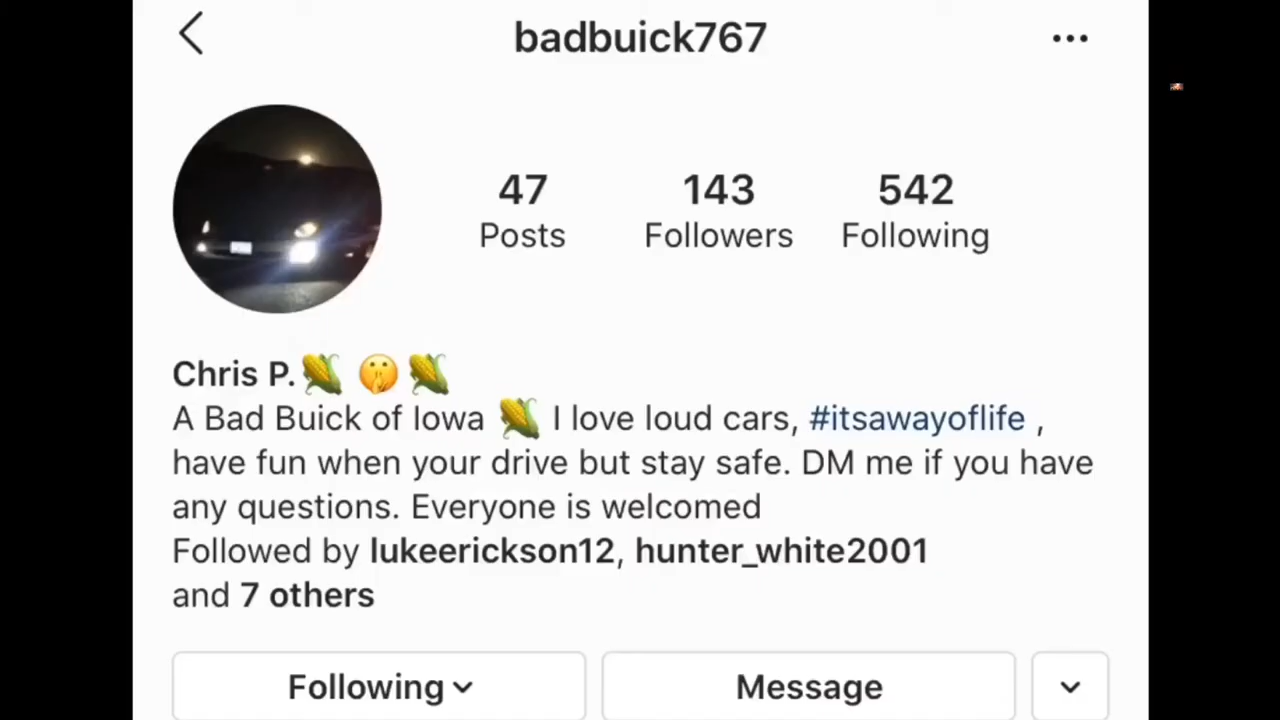 badbuick767
47 143 542
Posts Followers Following
Chris P.🌽 🤫 🌽
A Bad Buick of Iowa 🌽 I love loud cars, #itsawayoflife ,
have fun when your drive but stay safe. DM me if you have
any questions. Everyone is welcomed
Followed by lukeerickson12, hunter_white2001
and 7 others
Following Message